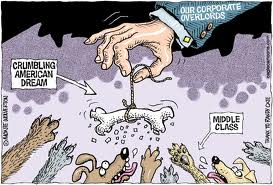 OUR CORPORATE
OVERLORDS
CRUMBLING
AMERICAN
DREAM
MIDDLE
CLASS